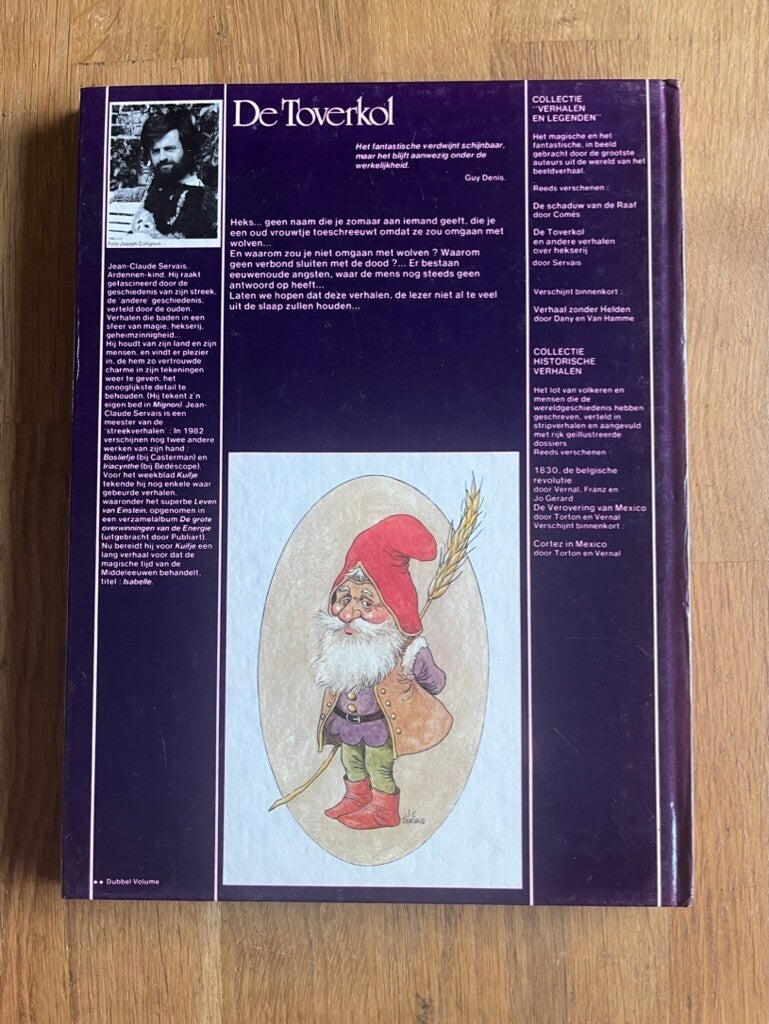 De Toverkol
Het fantastische verdwijnt schijnbaar,
maar het blijft aanwezig onder de
werkelijkheid.
Guy Denis.
Foto Joseph Collignon
Jean-Claude Servais.
Ardennen-kind. Hij raakt
gefascineerd door de
geschiedenis van zijn streek,
de 'andere' geschiedenis,
verteld door de ouden.
Verhalen die baden in een
sfeer van magie, hekserij,
geheimzinnigheid...
Hij houdt van zijn land en zijn
mensen, en vindt er plezier
in, de hem zo vertrouwde
charme in zijn tekeningen
weer te geven, het
onooglijkste detail te
behouden. (Hij tekent z'n
eigen bed in Mignon). Jean-
Claude Servais is een
meester van de
'streekverhalen'. In 1982
verschijnen nog twee andere
werken van zijn hand :
Bosliefje (bij Casterman) en
Iriacynthe (bij Bédéscope).
Voor het weekblad Kuifje
tekende hij nog enkele waar
gebeurde verhalen,
waaronder het superbe Leven
van Einstein, opgenomen in
een verzamelalbum De grote
overwinningen van de Energie
(uitgebracht door Publiart).
Nu bereidt hij voor Kuifje een
lang verhaal voor dat de
magische tijd van de
Middeleeuwen behandelt,
titel : Isabelle.
•• Dubbel Volume
Heks... geen naam die je zomaar aan iemand geeft, die je
een oud vrouwtje toeschreeuwt omdat ze zou omgaan met
wolven...
En waarom zou je niet omgaan met wolven ? Waarom
geen verbond sluiten met de dood ?... Er bestaan
eeuwenoude angsten, waar de mens nog steeds geen
antwoord op heeft...
Laten we hopen dat deze verhalen, de lezer niet al te veel
uit de slaap zullen houden...
J C
SERVAIS
COLLECTIE
"VERHALEN
EN LEGENDEN"
Het magische en het
fantastische, in beeld
gebracht door de grootste
auteurs uit de wereld van het
beeldverhaal.
Reeds verschenen :
De schaduw van de Raaf
door Comès
De Toverkol
en andere verhalen
over hekserij
door Servais
Verschijnt binnenkort :
Verhaal zonder Helden
door Dany en Van Hamme
COLLECTIE
HISTORISCHE
VERHALEN
Het lot van volkeren en
mensen die de
wereldgeschiedenis hebben
geschreven, verteld in
stripverhalen en aangevuld
met rijk geïllustreerde
dossiers
Reeds verschenen :
1830, de belgische
revolutie
door Vernal, Franz en
Jo Gerard
De Verovering van Mexico
door Torton en Vernal
Verschijnt binnenkort :
Cortez in Mexico
door Torton en Vernal